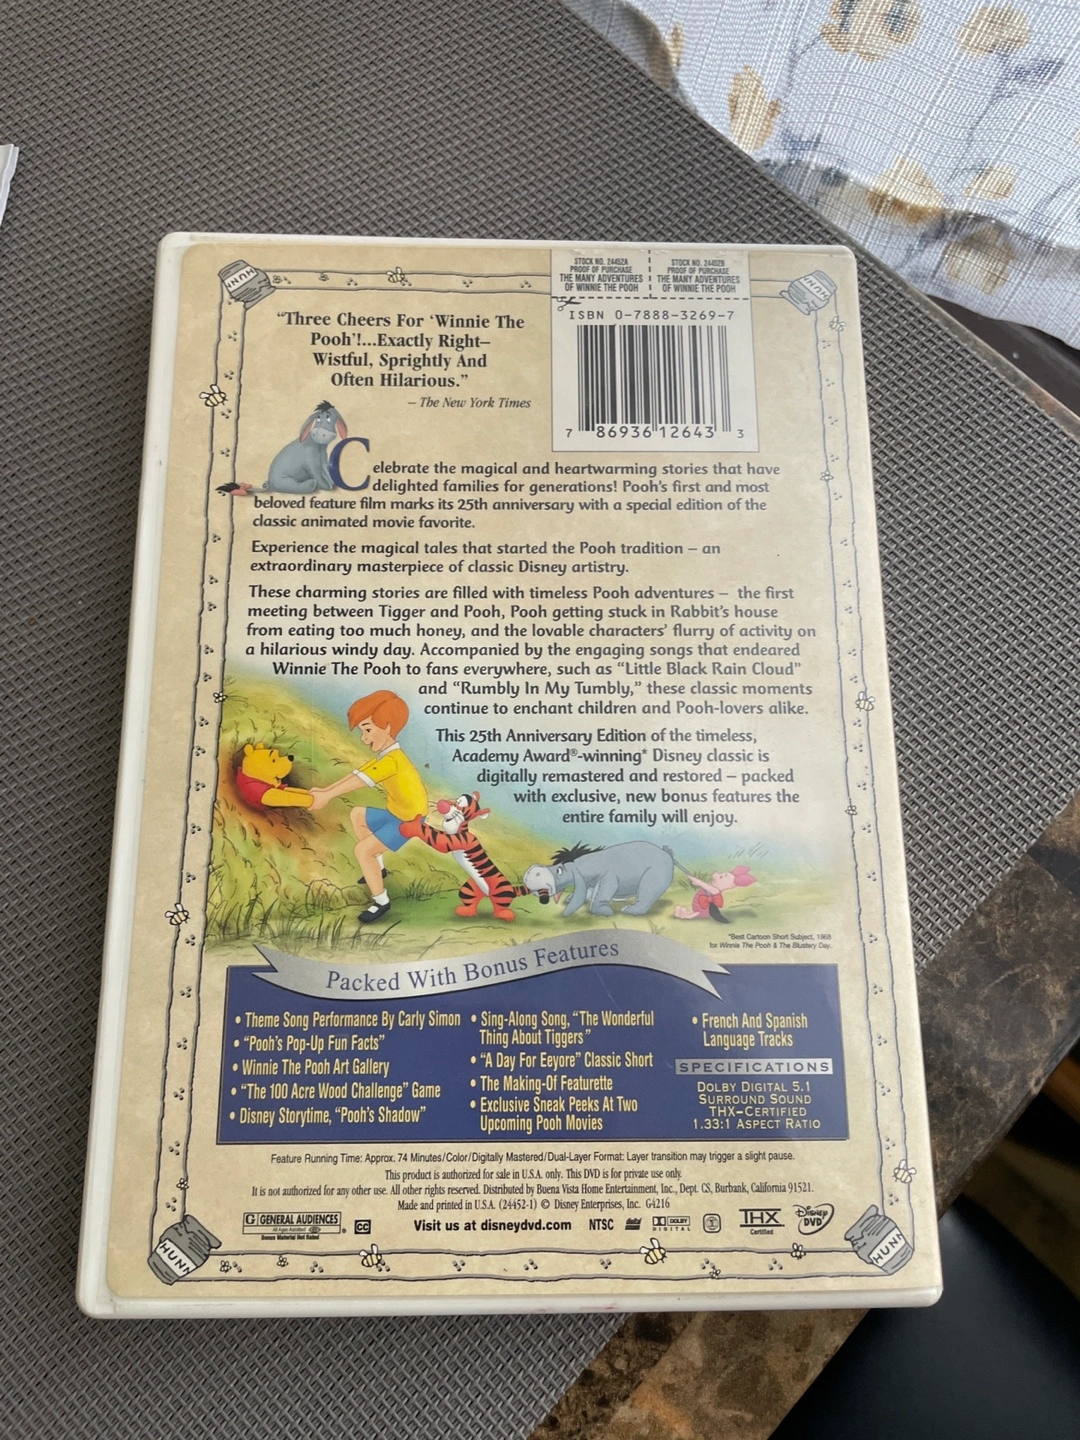 STOCK NO. 24452A
PROOF OF PURCHASE
THE MANY ADVENTURES
OF WINNIE THE POOH
STOCK NO. 24452B
PROOF OF PURCHASE
THE MANY ADVENTURES
OF WINNIE THE POOH
ISBN 0-7888-3269-7
7 86936 12643 3
HUNN
HUNN
“Three Cheers For ‘Winnie The
Pooh’!...Exactly Right–
Wistful, Sprightly And
Often Hilarious.”
– The New York Times
Celebrate the magical and heartwarming stories that have
delighted families for generations! Pooh's first and most
beloved feature film marks its 25th anniversary with a special edition of the
classic animated movie favorite.
Experience the magical tales that started the Pooh tradition – an
extraordinary masterpiece of classic Disney artistry.
These charming stories are filled with timeless Pooh adventures – the first
meeting between Tigger and Pooh, Pooh getting stuck in Rabbit's house
from eating too much honey, and the lovable characters' flurry of activity on
a hilarious windy day. Accompanied by the engaging songs that endeared
Winnie The Pooh to fans everywhere, such as “Little Black Rain Cloud”
and “Rumbly In My Tumbly,” these classic moments
continue to enchant children and Pooh-lovers alike.
This 25th Anniversary Edition of the timeless,
Academy Award®-winning* Disney classic is
digitally remastered and restored – packed
with exclusive, new bonus features the
entire family will enjoy.
*Best Cartoon Short Subject, 1968
for Winnie The Pooh & The Blustery Day.
Packed With Bonus Features
• Theme Song Performance By Carly Simon
• “Pooh's Pop-Up Fun Facts”
• Winnie The Pooh Art Gallery
• “The 100 Acre Wood Challenge” Game
• Disney Storytime, “Pooh's Shadow”
• Sing-Along Song, “The Wonderful
Thing About Tiggers”
• “A Day For Eeyore” Classic Short
• The Making-Of Featurette
• Exclusive Sneak Peeks At Two
Upcoming Pooh Movies
• French And Spanish
Language Tracks
SPECIFICATIONS
DOLBY DIGITAL 5.1
SURROUND SOUND
THX-CERTIFIED
1.33:1 ASPECT RATIO
Feature Running Time: Approx. 74 Minutes/Color/Digitally Mastered/Dual-Layer Format: Layer transition may trigger a slight pause.
This product is authorized for sale in U.S.A. only. This DVD is for private use only.
It is not authorized for any other use. All other rights reserved. Distributed by Buena Vista Home Entertainment, Inc., Dept. CS, Burbank, California 91521.
Made and printed in U.S.A. (24452-1) © Disney Enterprises, Inc. G4216
G GENERAL AUDIENCES
All Ages Admitted
Bonus Material Not Rated
CC
Visit us at disneydvd.com
NTSC
DOLBY
DIGITAL
THX
Certified
Disney
DVD
HUNN
HUNN